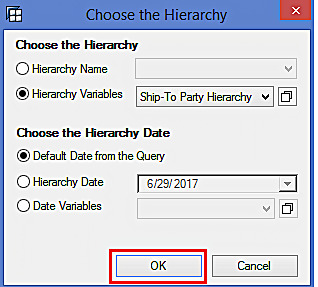 Choose the Hierarchy
Choose the Hierarchy
Hierarchy Name
Hierarchy Variables Ship-To Party Hierarchy
Choose the Hierarchy Date
Default Date from the Query
Hierarchy Date 6/29/2017
Date Variables
OK Cancel